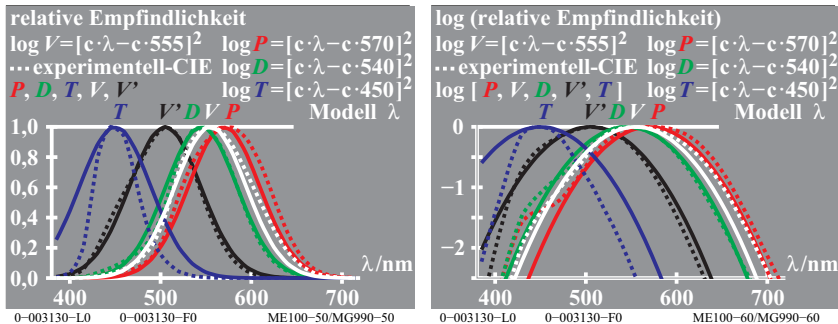 relative Empfindlichkeit
log V=[c·λ−c·555]² log P=[c·λ−c·570]²
experimentell-CIE log D=[c·λ−c·540]²
P, D, T, V, V' log T=[c·λ−c·450]²
Modell λ
T V' D V P
1,0
0,8
0,6
0,4
0,2
0,0
λ/nm
400 500 600 700
0-003130-L0 0-003130-F0 ME100-50/MG990-50
log (relative Empfindlichkeit)
log V=[c·λ−c·555]² log P=[c·λ−c·570]²
experimentell-CIE log D=[c·λ−c·540]²
log [ P, V, D, V', T ] log T=[c·λ−c·450]²
Modell λ
T V' D V P
0
−1
−2
λ/nm
400 500 600 700
0-003130-L0 0-003130-F0 ME100-60/MG990-60